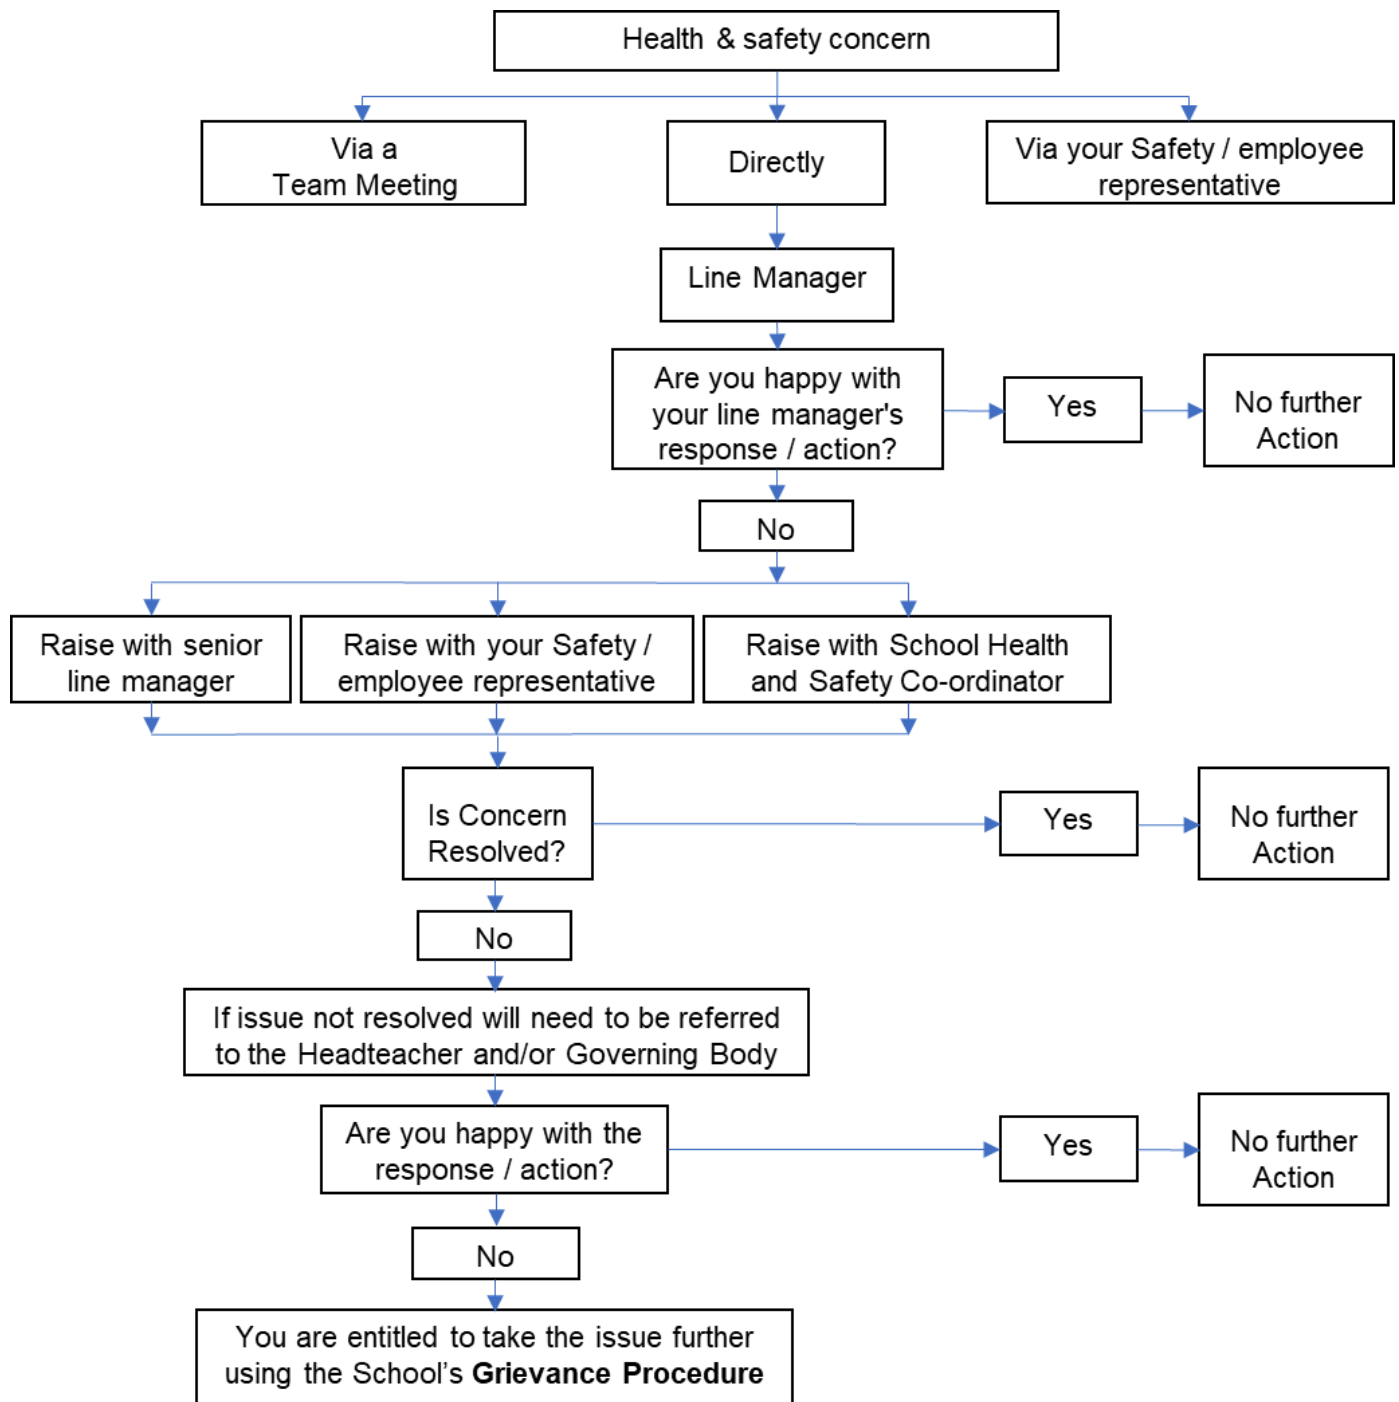 Health & safety concern
Via a
Team Meeting
Directly
Via your Safety / employee
representative
Line Manager
Are you happy with
your line manager's
response / action?
Yes
No further
Action
No
Raise with senior
line manager
Raise with your Safety /
employee representative
Raise with School Health
and Safety Co-ordinator
Is Concern
Resolved?
Yes
No further
Action
No
If issue not resolved will need to be referred
to the Headteacher and/or Governing Body
Are you happy with the
response / action?
Yes
No further
Action
No
You are entitled to take the issue further
using the School’s Grievance Procedure